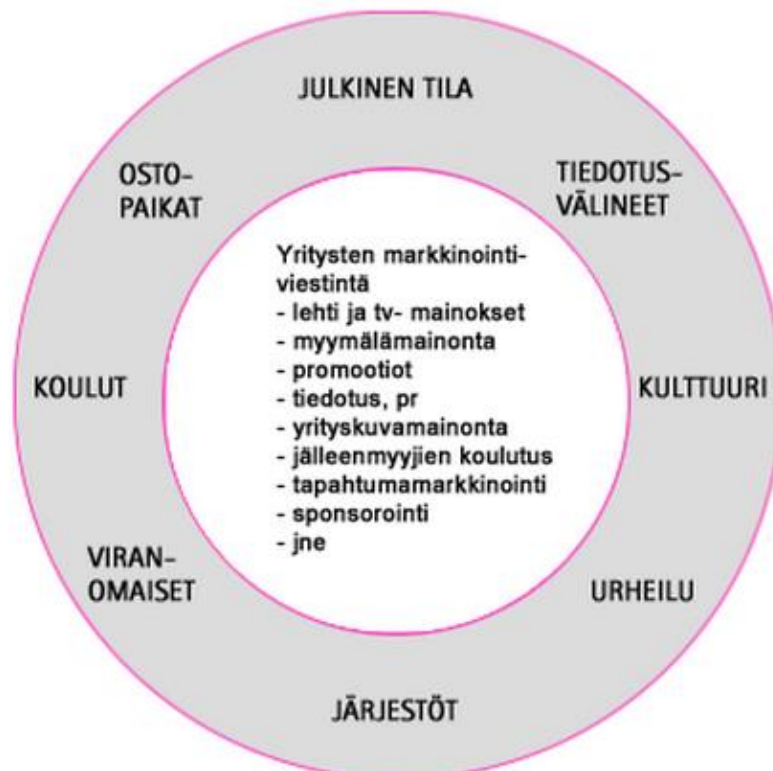 JULKINEN TILA
OSTO-
PAIKAT
TIEDOTUS-
VÄLINEET
Yritysten markkinointi-
viestintä
- lehti ja tv- mainokset
- myymälämainonta
- promootiot
- tiedotus, pr
- yrityskuvamainonta
- jälleenmyyjien koulutus
- tapahtumamarkkinointi
- sponsorointi
- jne
KOULUT
KULTTUURI
VIRAN-
OMAISET
URHEILU
JÄRJESTÖT